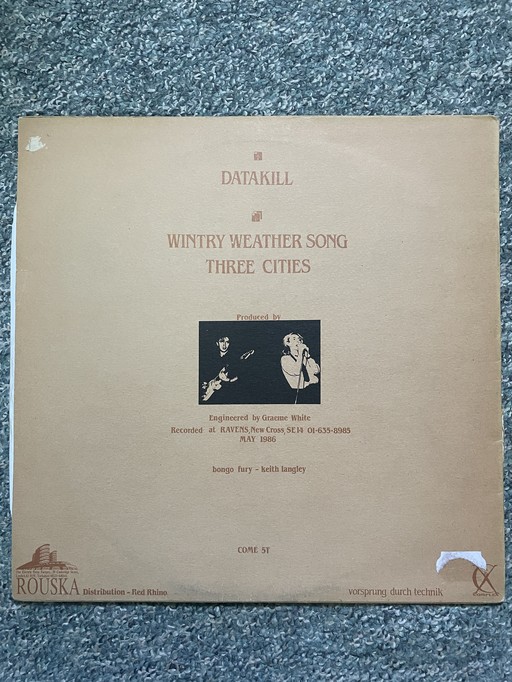 DATAKILL
WINTRY WEATHER SONG
THREE CITIES
Produced by
Engineered by Graeme White
Recorded at RAVENS, New Cross, SE14 01-635-8985
MAY 1986
bongo fury – keith langley
COME 5T
ROUSKA Distribution – Red Rhino
vorsprung durch technik